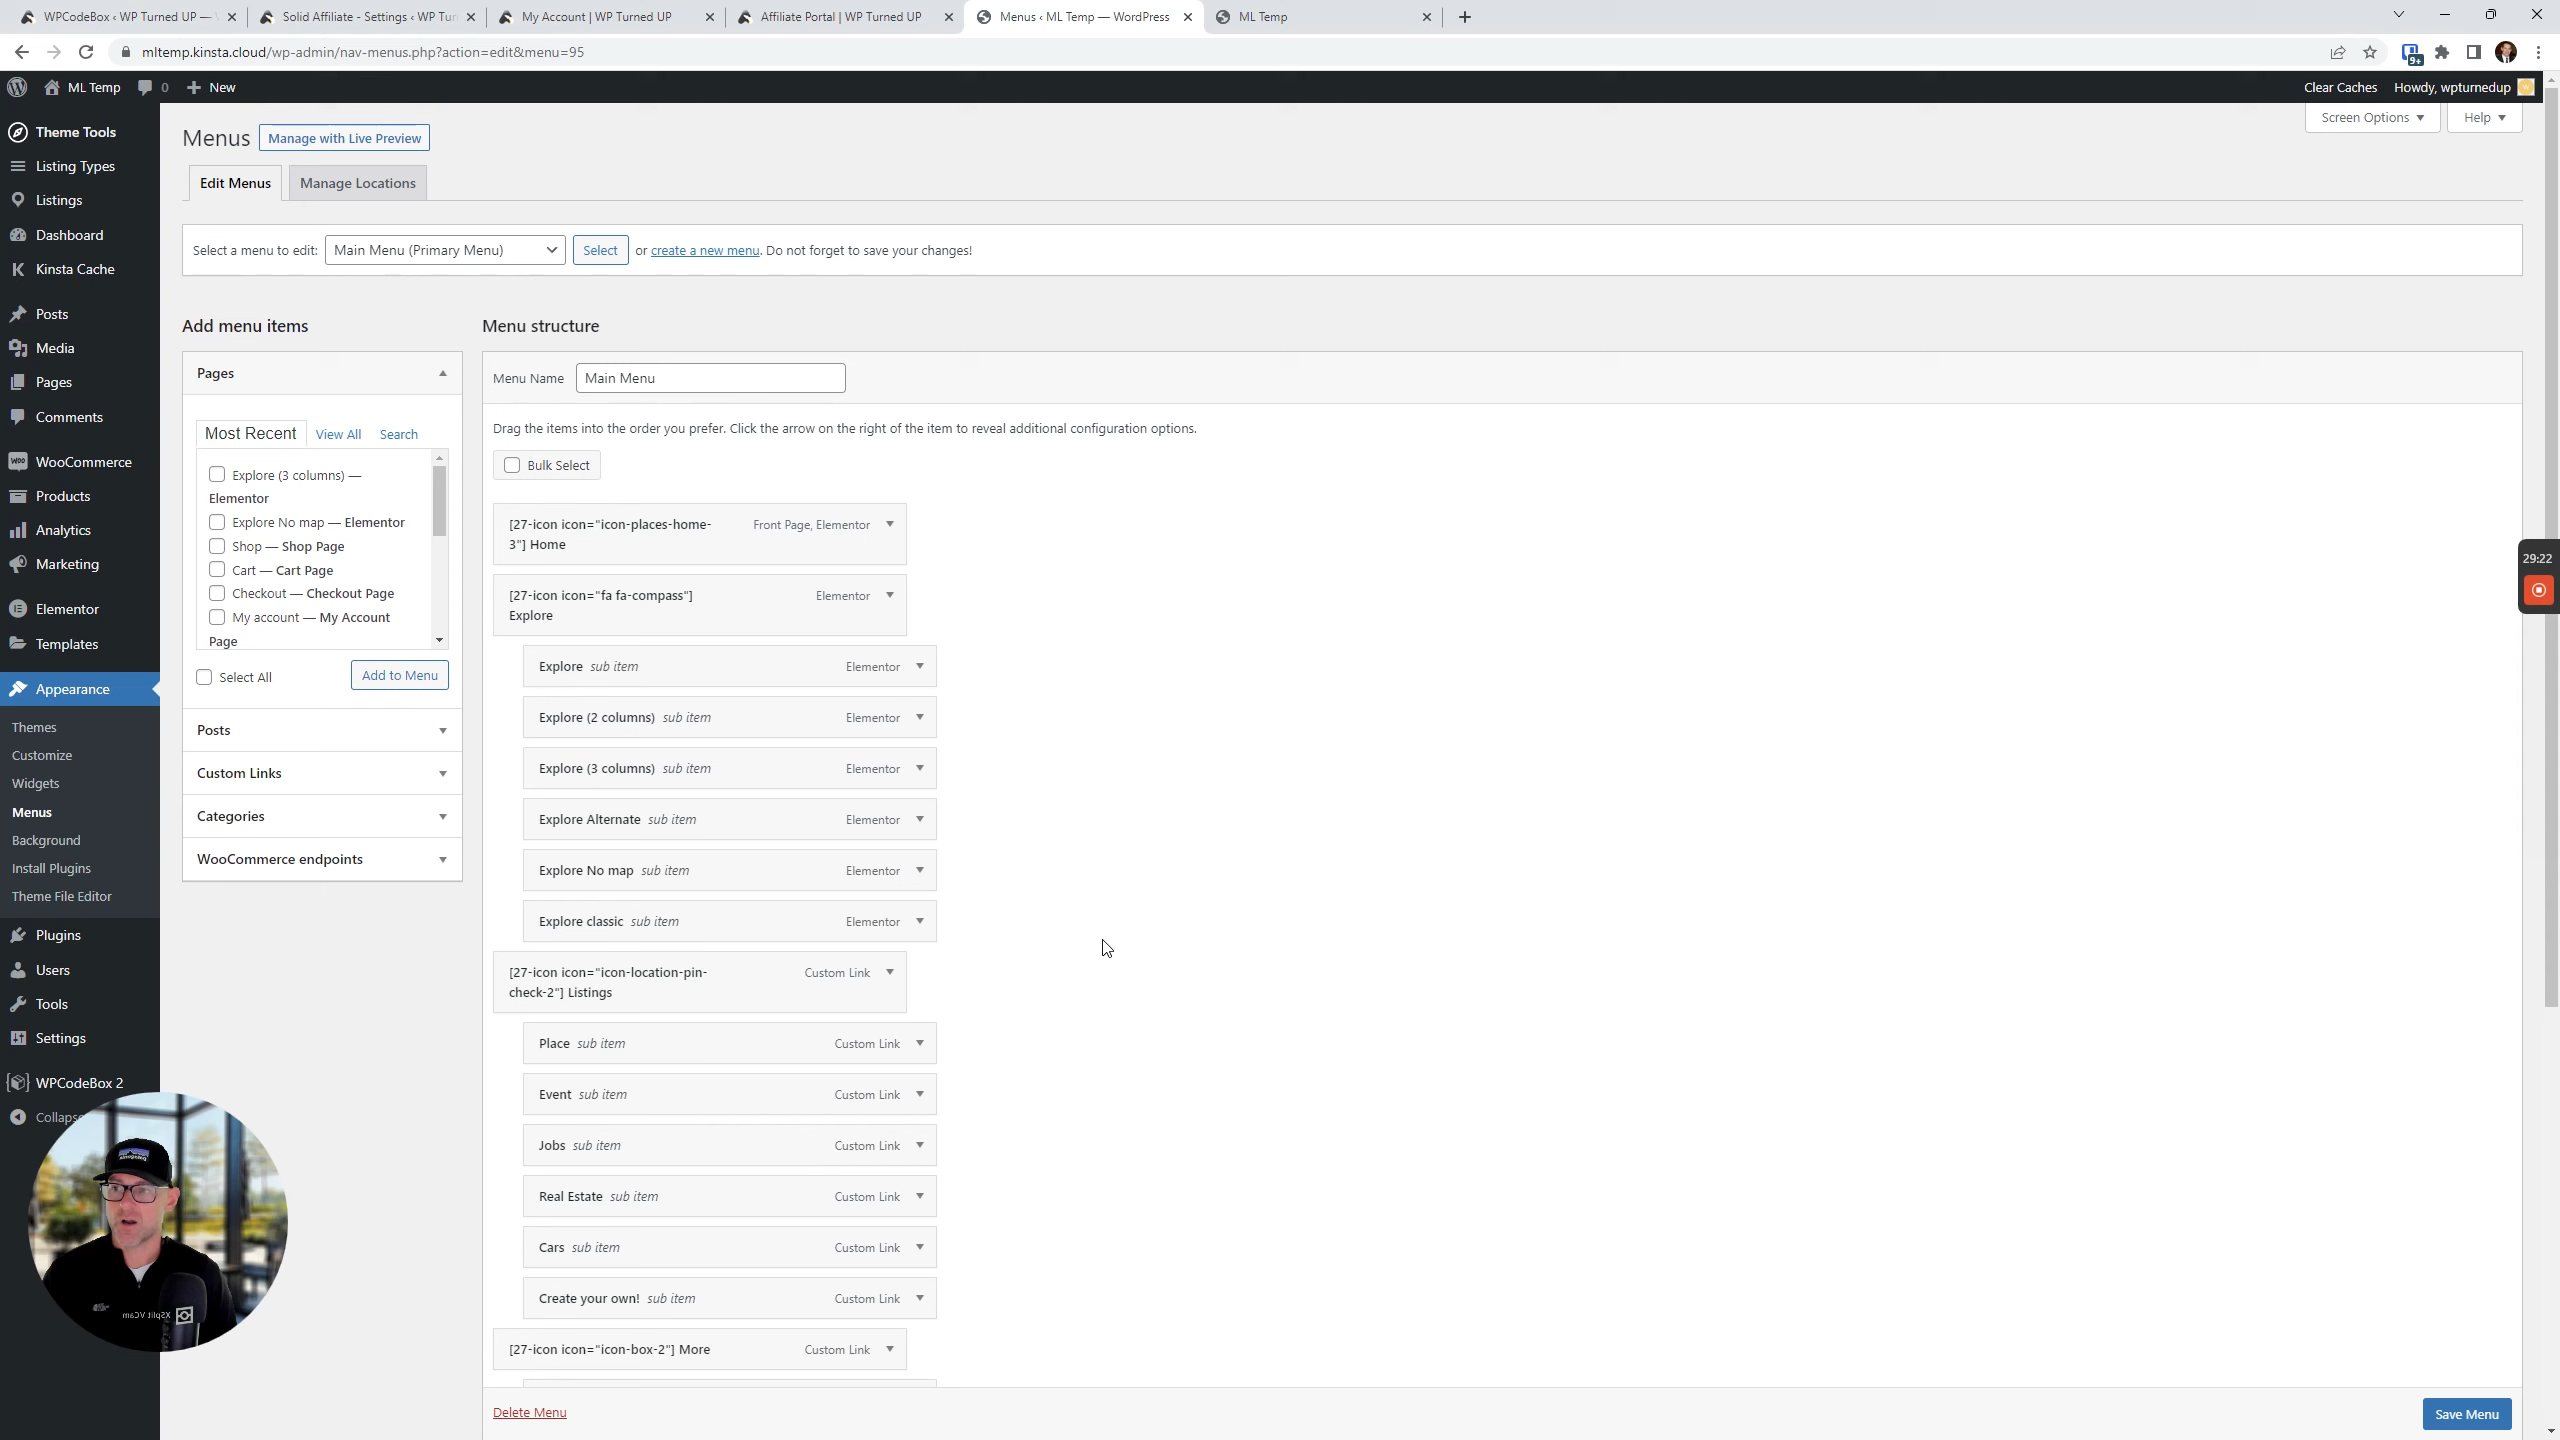 WPCodeBox ‹ WP Turned UP —
Solid Affiliate - Settings ‹ WP Tur
My Account | WP Turned UP
Affiliate Portal | WP Turned UP
Menus ‹ ML Temp — WordPress
ML Temp
mltemp.kinsta.cloud/wp-admin/nav-menus.php?action=edit&menu=95
9+
ML Temp
0
New
Clear Caches
Howdy, wpturnedup
Theme Tools
Listing Types
Listings
Dashboard
Kinsta Cache
Posts
Media
Pages
Comments
WooCommerce
Products
Analytics
Marketing
Elementor
Templates
Appearance
Themes
Customize
Widgets
Menus
Background
Install Plugins
Theme File Editor
Plugins
Users
Tools
Settings
WPCodeBox 2
Collaps
Screen Options
Help
Menus
Manage with Live Preview
Edit Menus
Manage Locations
Select a menu to edit:
Main Menu (Primary Menu)
Select
or create a new menu. Do not forget to save your changes!
Add menu items
Pages
Most Recent
View All
Search
Explore (3 columns) —
Elementor
Explore No map — Elementor
Shop — Shop Page
Cart — Cart Page
Checkout — Checkout Page
My account — My Account
Page
Select All
Add to Menu
Posts
Custom Links
Categories
WooCommerce endpoints
Menu structure
Menu Name
Main Menu
Drag the items into the order you prefer. Click the arrow on the right of the item to reveal additional configuration options.
Bulk Select
[27-icon icon="icon-places-home-
3"] Home
Front Page, Elementor
[27-icon icon="fa fa-compass"]
Explore
Elementor
Explore sub item Elementor
Explore (2 columns) sub item Elementor
Explore (3 columns) sub item Elementor
Explore Alternate sub item Elementor
Explore No map sub item Elementor
Explore classic sub item Elementor
[27-icon icon="icon-location-pin-
check-2"] Listings
Custom Link
Place sub item Custom Link
Event sub item Custom Link
Jobs sub item Custom Link
Real Estate sub item Custom Link
Cars sub item Custom Link
Create your own! sub item Custom Link
[27-icon icon="icon-box-2"] More Custom Link
Delete Menu
Save Menu
29:22
XSplit VCam